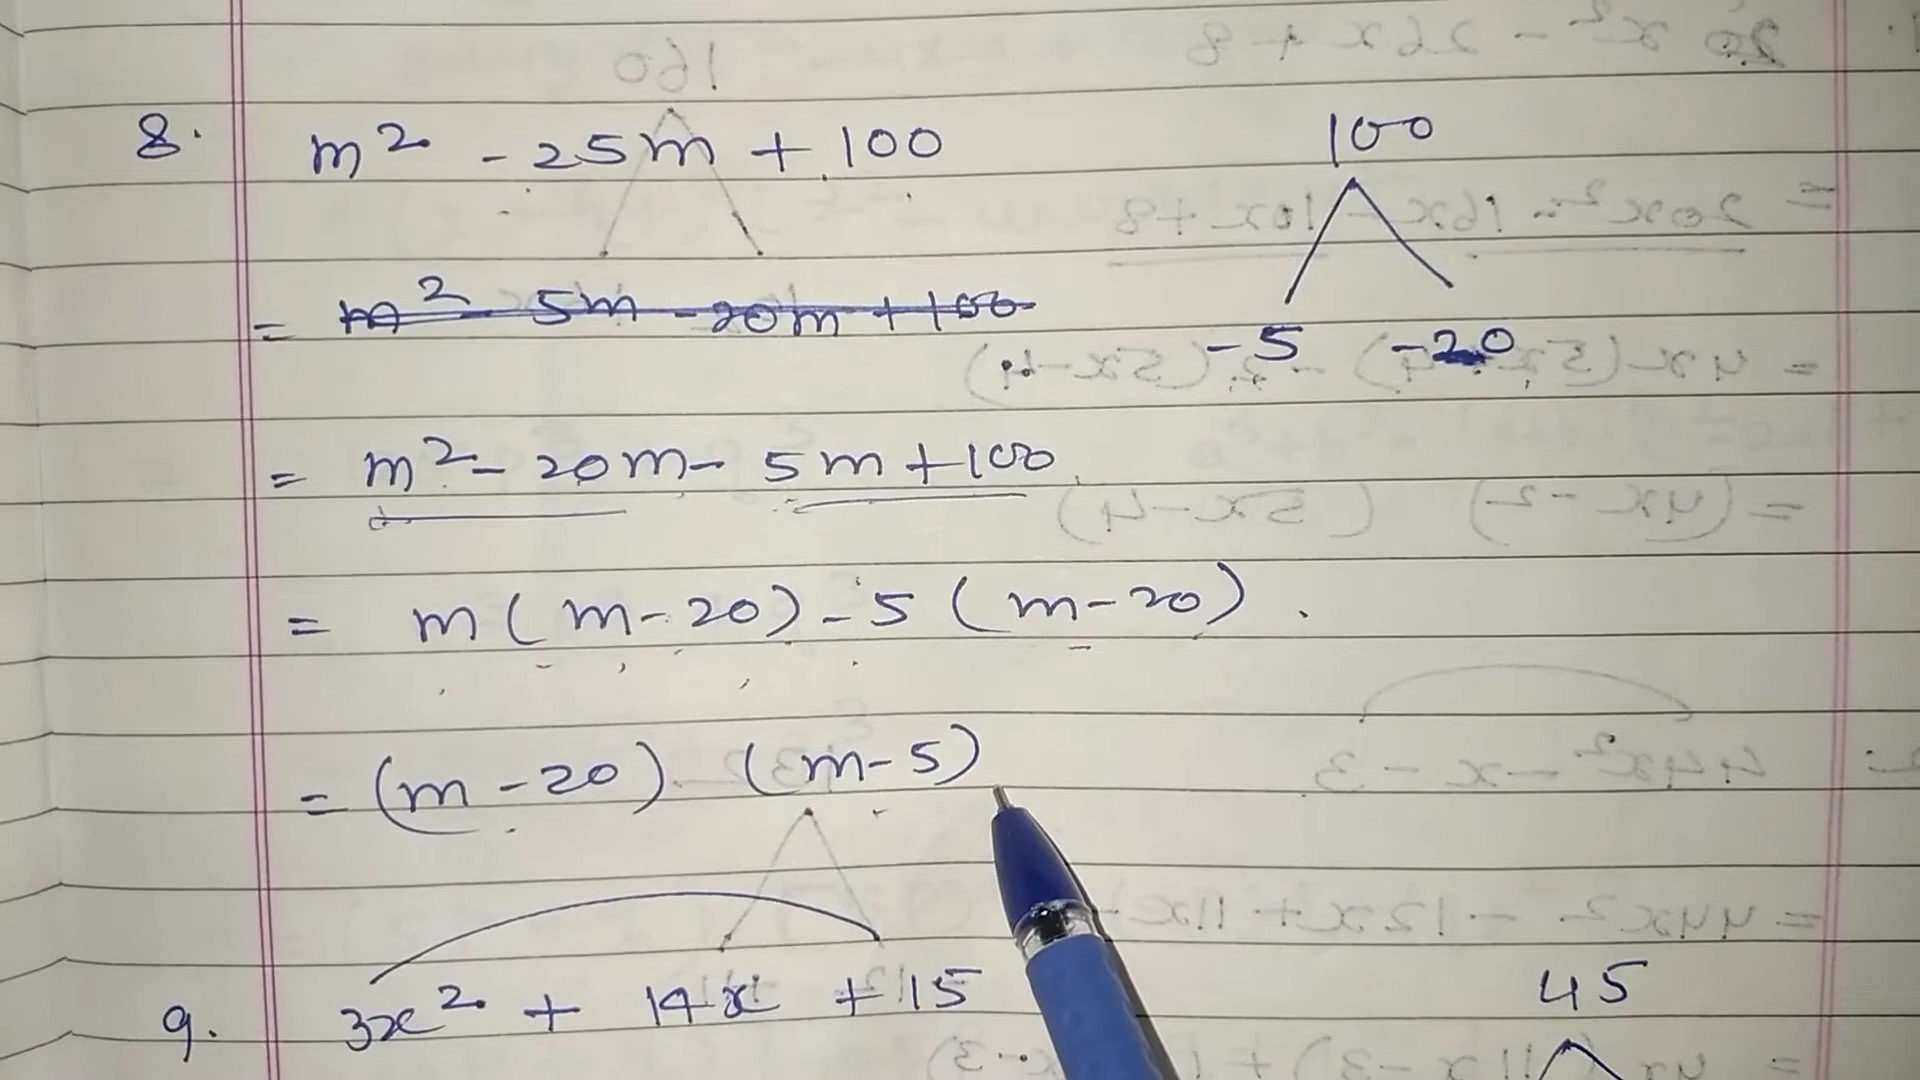 8. m² - 25m + 100
100
-5 -20
= m² - 5m - 20m + 100
= m² - 20m - 5m + 100
= m ( m - 20 ) - 5 ( m - 20 ) .
= (m - 20) (m - 5)
9. 3x² + 14x + 15
45